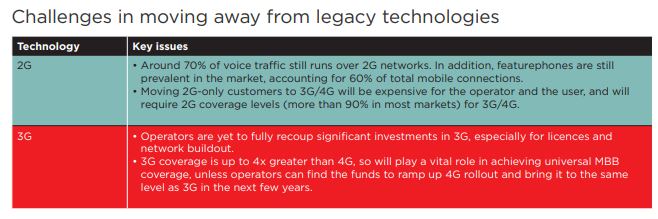 Challenges in moving away from legacy technologies
Technology Key issues
2G
• Around 70% of voice traffic still runs over 2G networks. In addition, featurephones are still
prevalent in the market, accounting for 60% of total mobile connections.
• Moving 2G-only customers to 3G/4G will be expensive for the operator and the user, and will
require 2G coverage levels (more than 90% in most markets) for 3G/4G.
3G
• Operators are yet to fully recoup significant investments in 3G, especially for licences and
network buildout.
• 3G coverage is up to 4x greater than 4G, so will play a vital role in achieving universal MBB
coverage, unless operators can find the funds to ramp up 4G rollout and bring it to the same
level as 3G in the next few years.